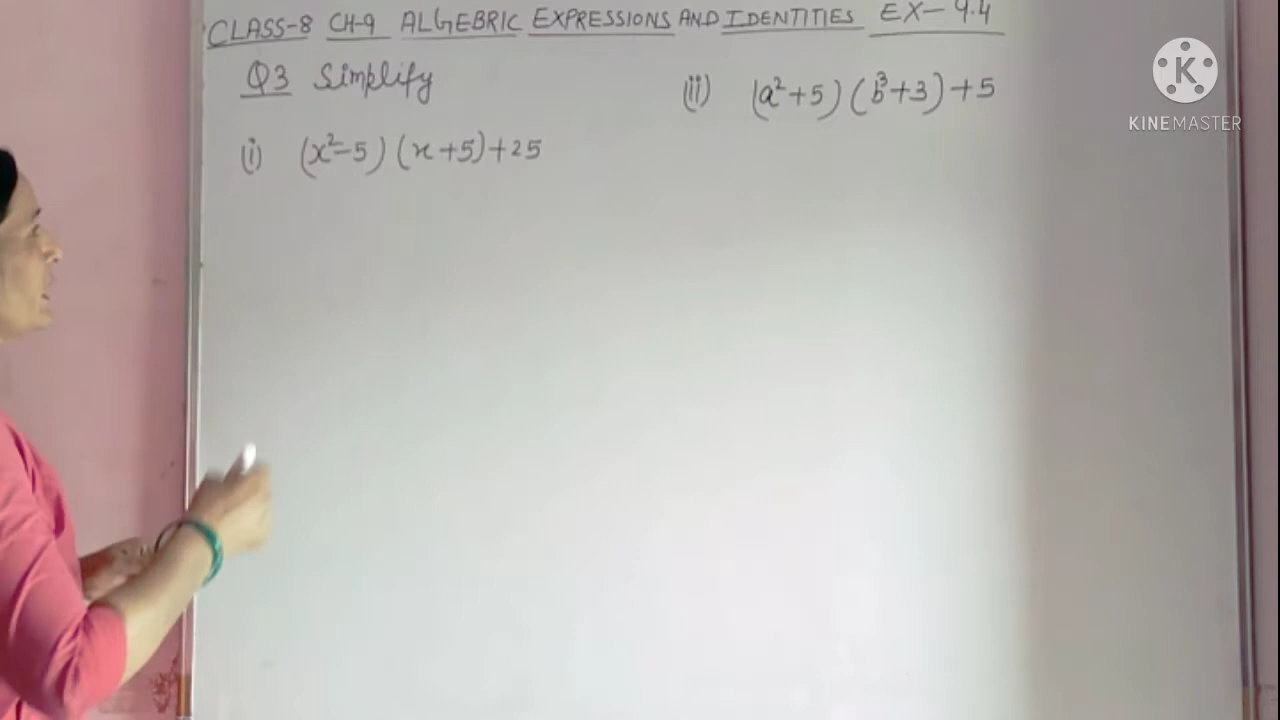 CLASS-8 CH-9 ALGEBRIC EXPRESSIONS AND IDENTITIES EX-9.4
Q3 Simplify
(i) (x²-5) (x+5)+25
(ii) (a²+5) (b³+3)+5
K
KINEMASTER